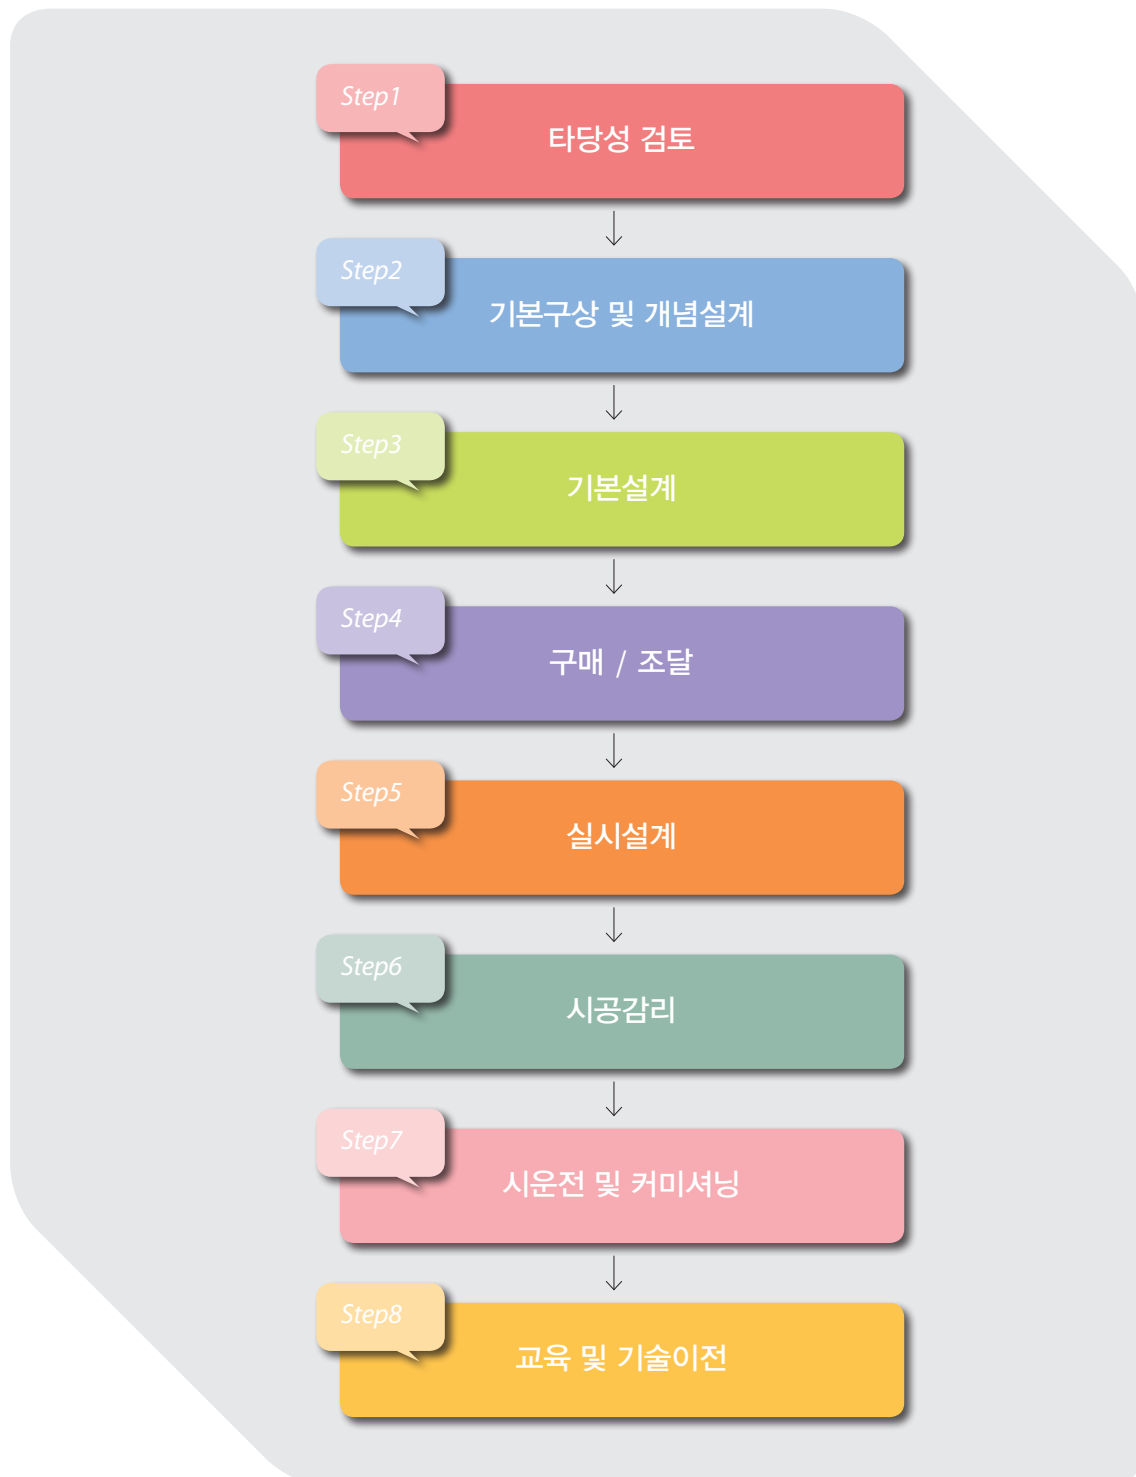 Step1
타당성 검토
Step2
기본구상 및 개념설계
Step3
기본설계
Step4
구매 / 조달
Step5
실시설계
Step6
시공감리
Step7
시운전 및 커미셔닝
Step8
교육 및 기술이전